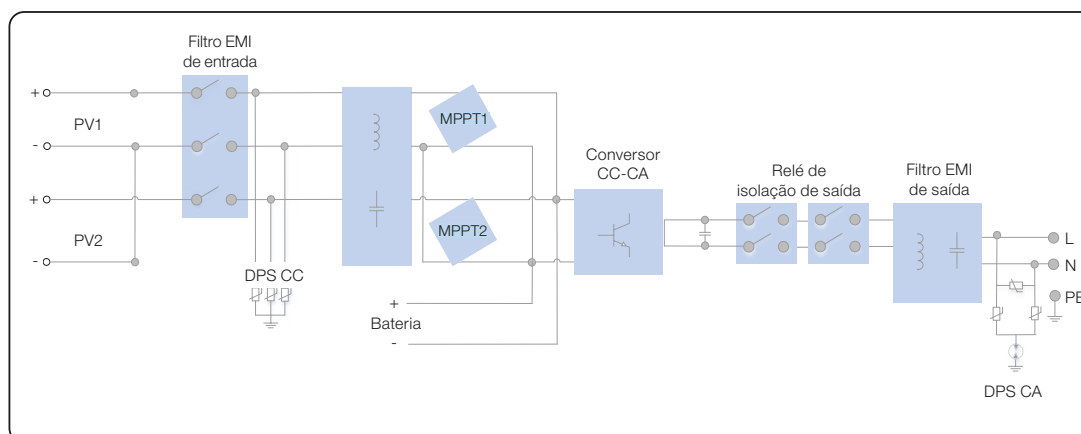 Filtro EMI
de entrada
+
PV1
-
+
PV2
-
DPS CC
MPPT1
MPPT2
+
Bateria
-
Conversor
CC-CA
Relé de
isolação de saída
Filtro EMI
de saída
L
N
PE
DPS CA